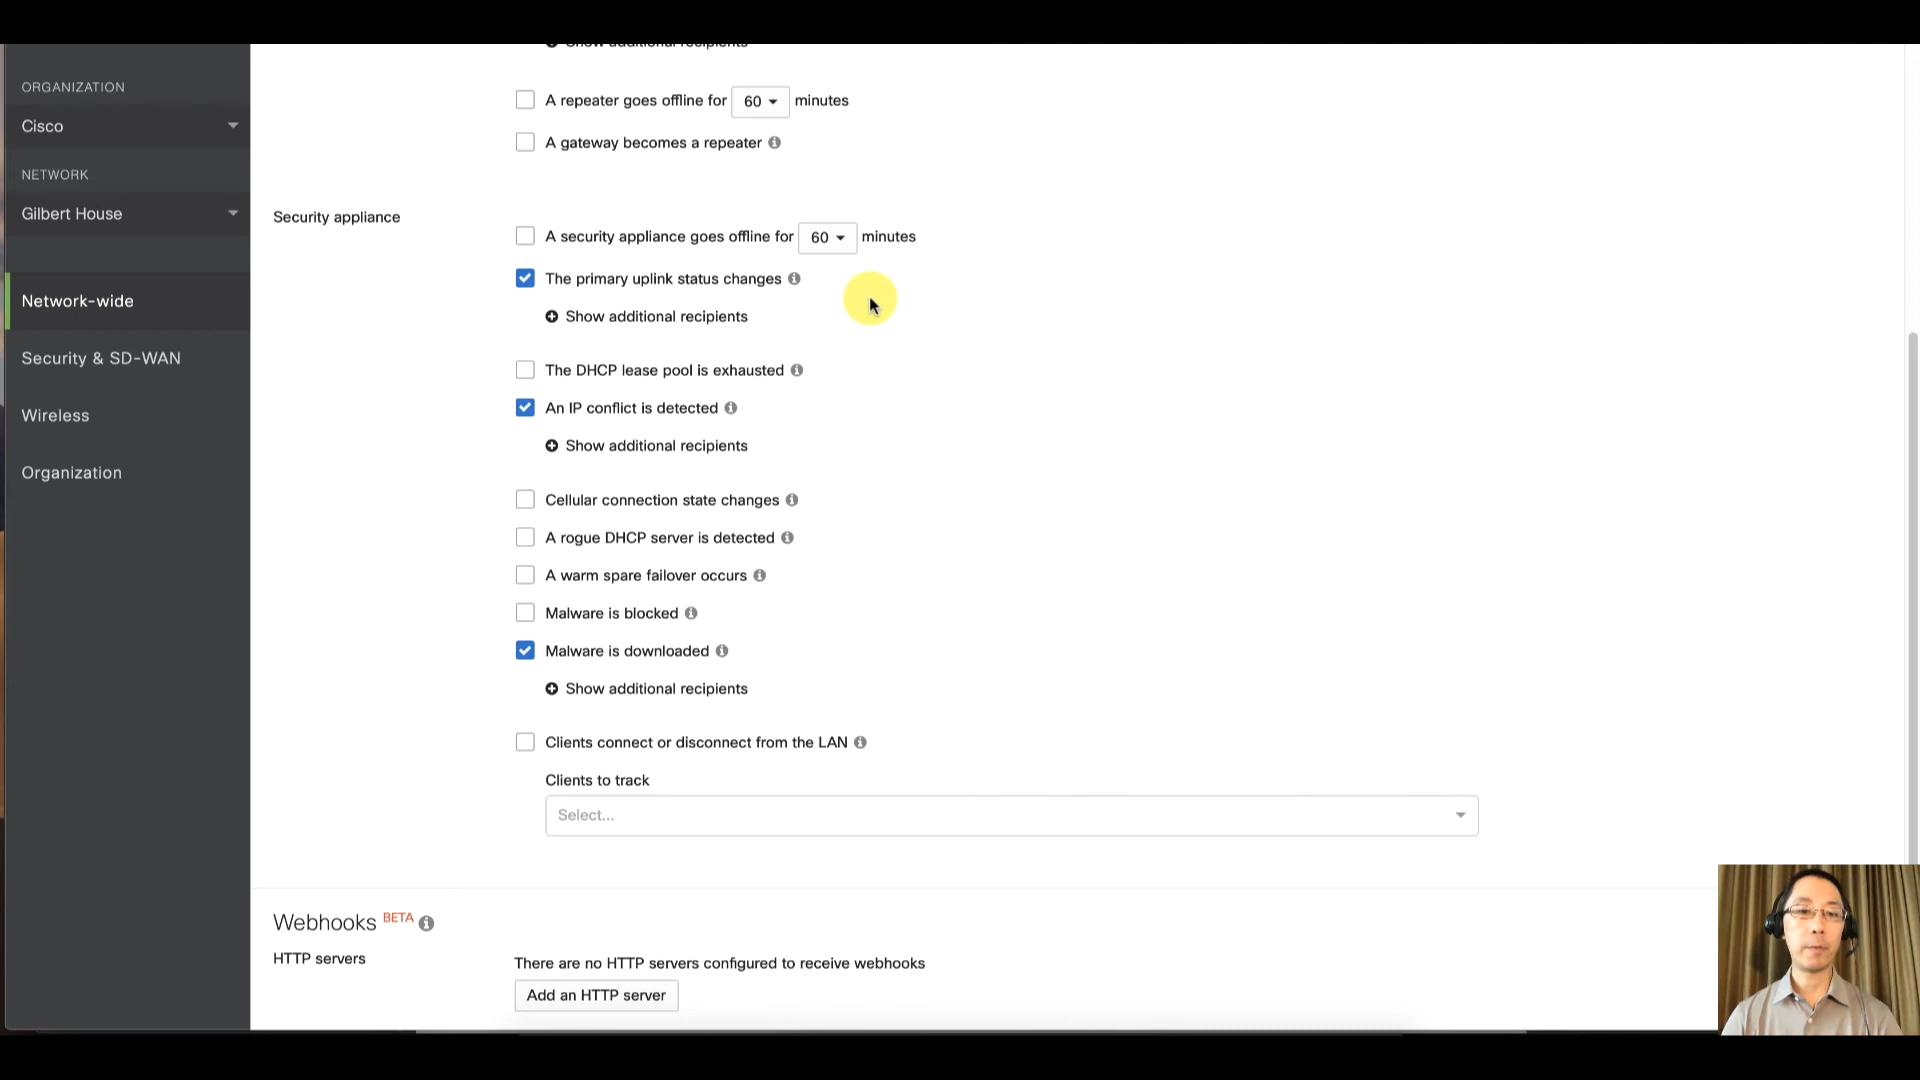 Show additional recipients
ORGANIZATION
Cisco
NETWORK
Gilbert House
Network-wide
Security & SD-WAN
Wireless
Organization
A repeater goes offline for 60 minutes
A gateway becomes a repeater
Security appliance
A security appliance goes offline for 60 minutes
The primary uplink status changes
Show additional recipients
The DHCP lease pool is exhausted
An IP conflict is detected
Show additional recipients
Cellular connection state changes
A rogue DHCP server is detected
A warm spare failover occurs
Malware is blocked
Malware is downloaded
Show additional recipients
Clients connect or disconnect from the LAN
Clients to track
Select...
Webhooks BETA
HTTP servers
There are no HTTP servers configured to receive webhooks
Add an HTTP server